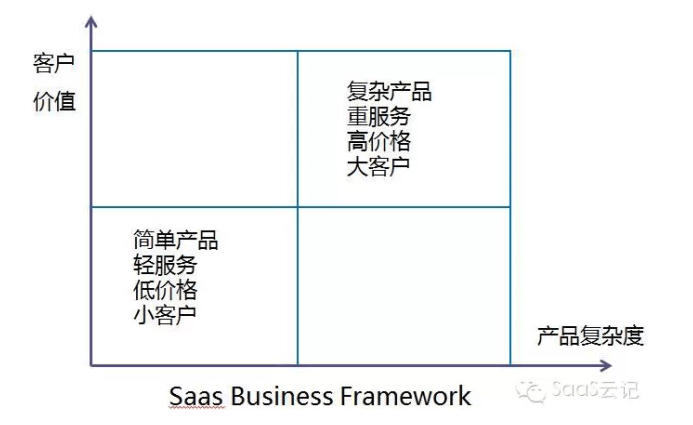 客户
价值
复杂产品
重服务
高价格
大客户
简单产品
轻服务
低价格
小客户
产品复杂度
Saas Business Framework
SaaS云记